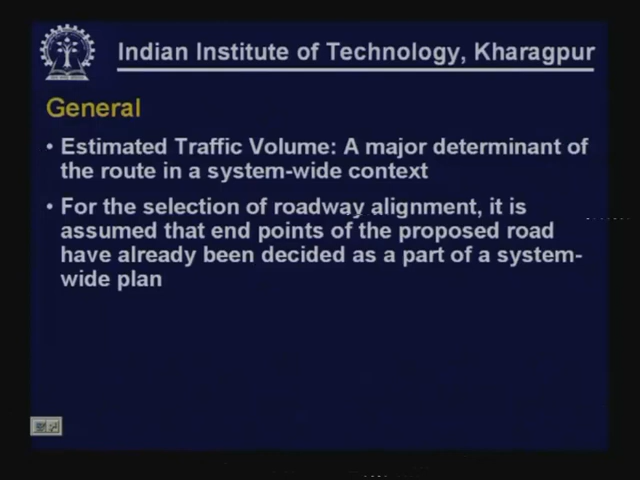 Indian Institute of Technology, Kharagpur
General
• Estimated Traffic Volume: A major determinant of
the route in a system-wide context
• For the selection of roadway alignment, it is
assumed that end points of the proposed road
have already been decided as a part of a system-
wide plan